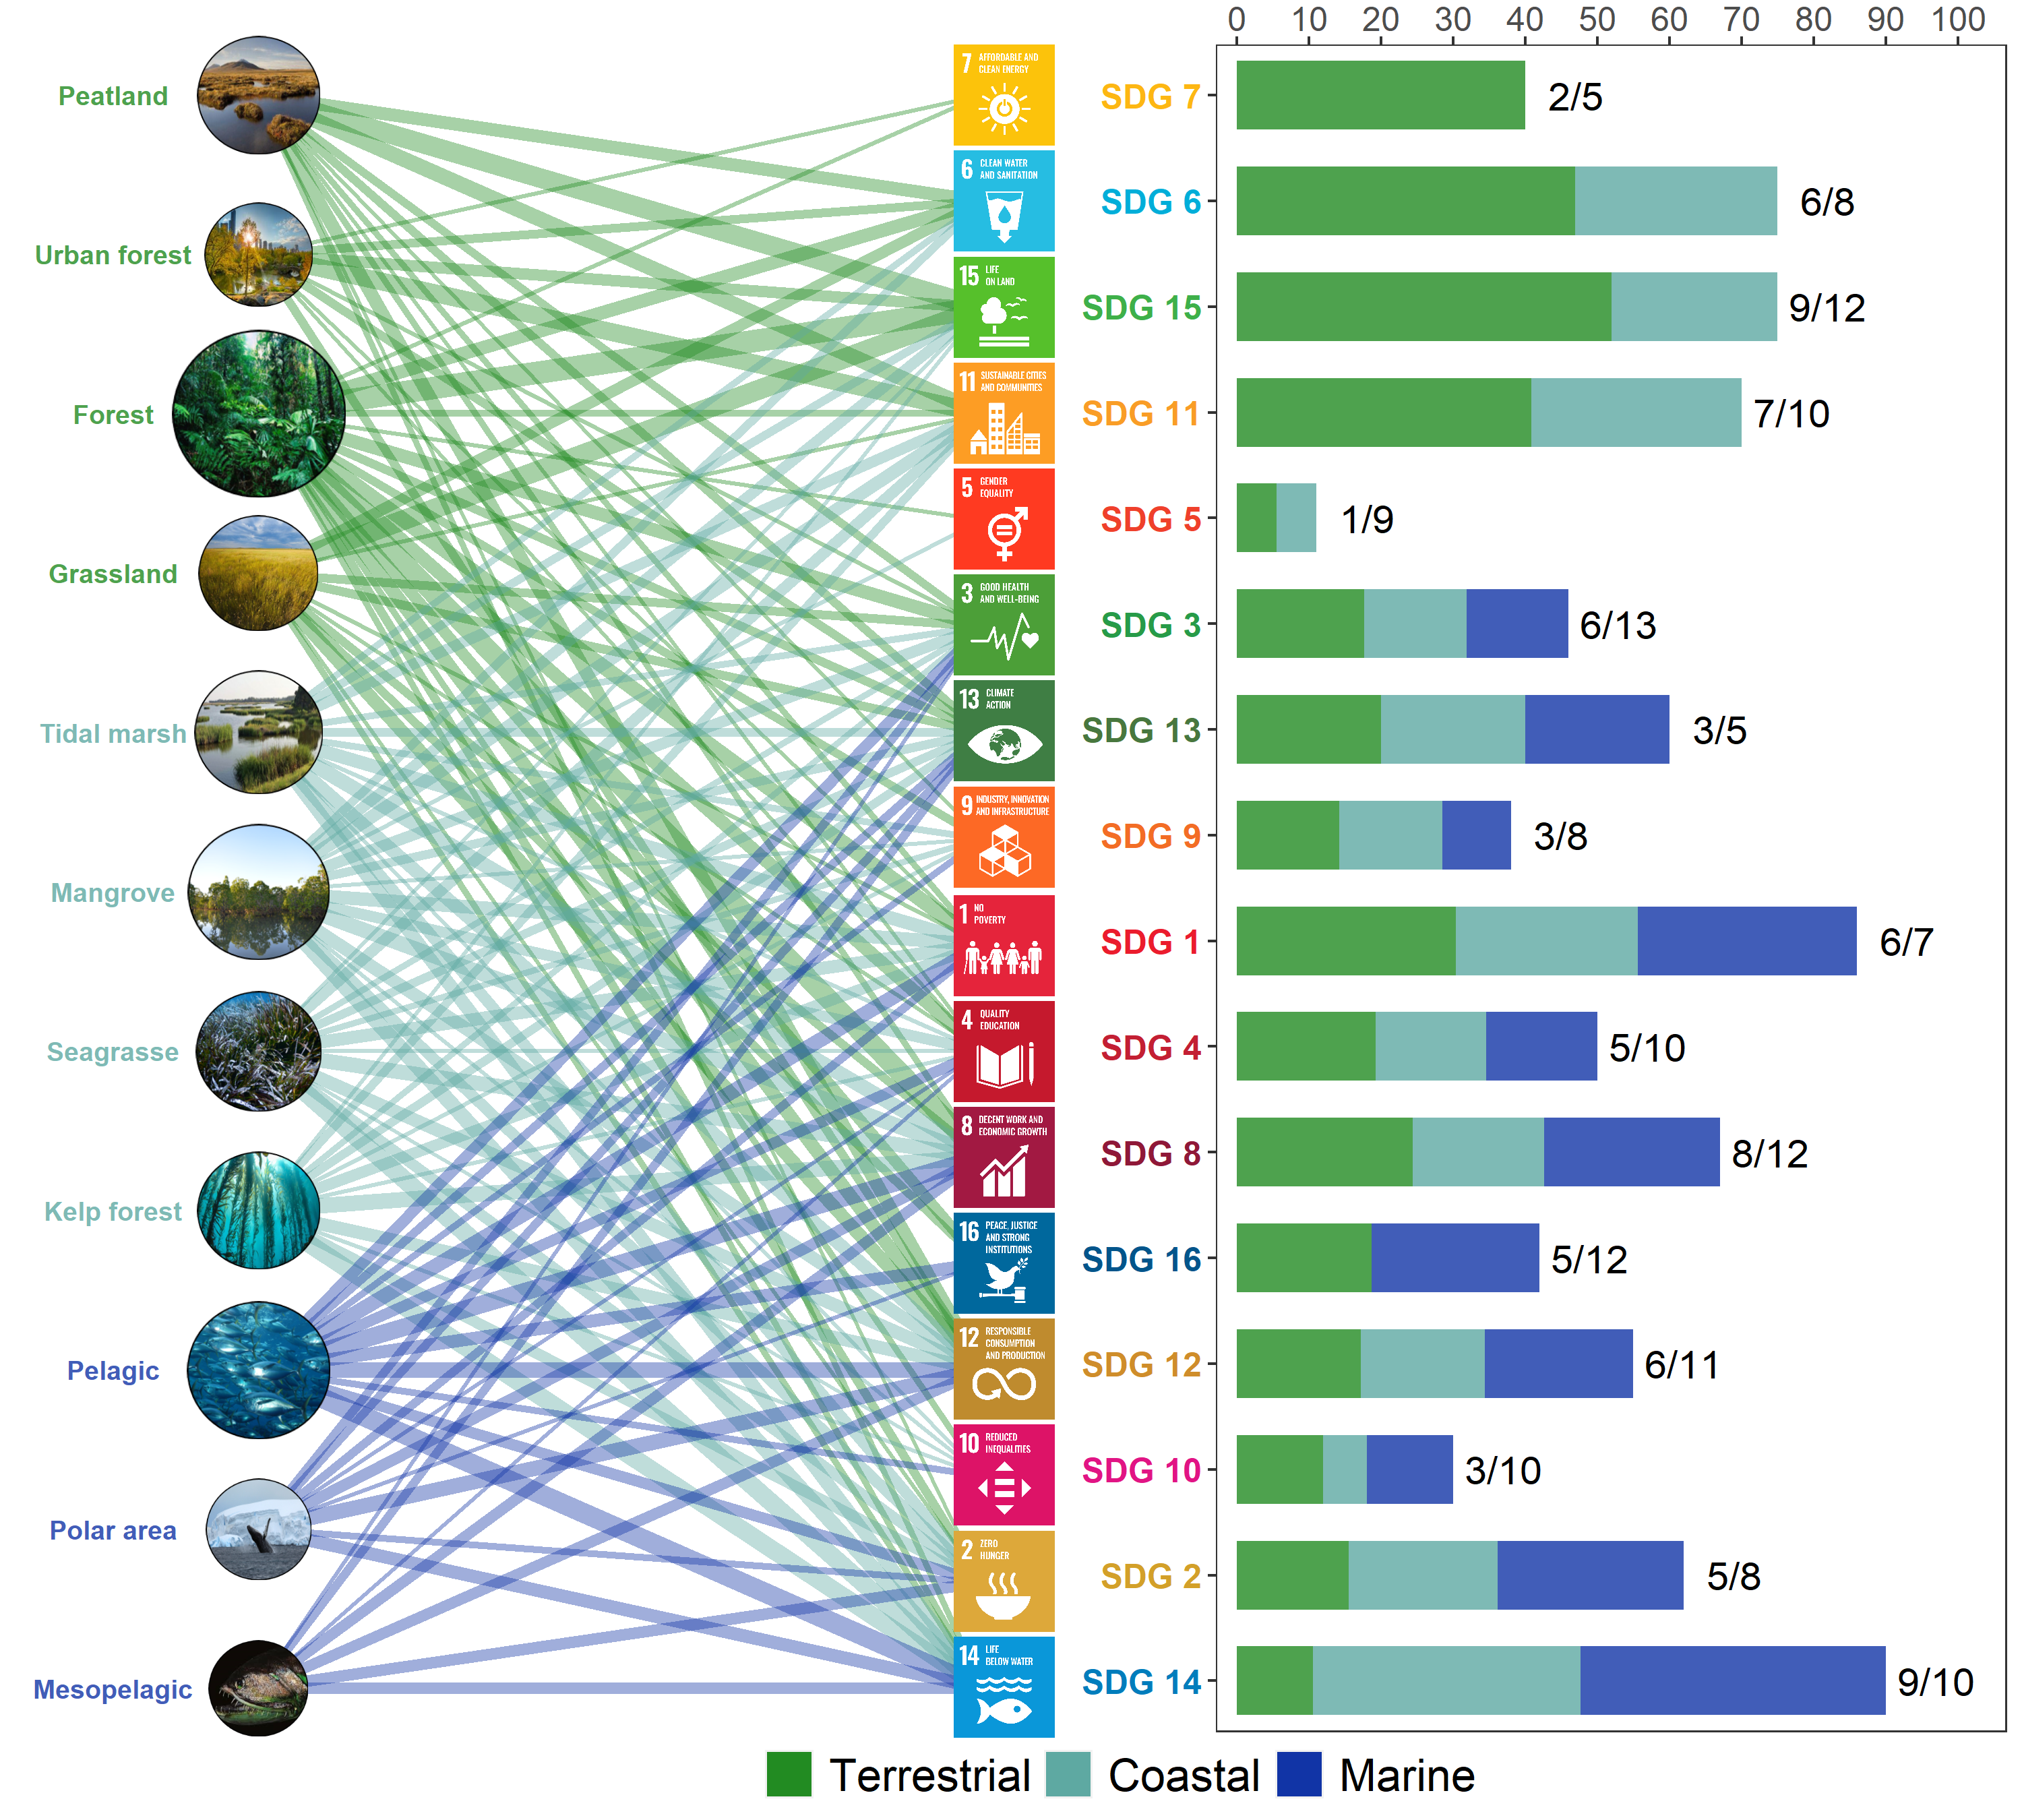 0 10 20 30 40 50 60 70 80 90 100
Peatland
Urban forest
Forest
Grassland
Tidal marsh
Mangrove
Seagrasse
Kelp forest
Pelagic
Polar area
Mesopelagic
7 AFFORDABLE AND
CLEAN ENERGY
6 CLEAN WATER
AND SANITATION
15 LIFE
ON LAND
11 SUSTAINABLE CITIES
AND COMMUNITIES
5 GENDER
EQUALITY
3 GOOD HEALTH
AND WELL-BEING
13 CLIMATE
ACTION
9 INDUSTRY, INNOVATION
AND INFRASTRUCTURE
1 NO
POVERTY
4 QUALITY
EDUCATION
8 DECENT WORK AND
ECONOMIC GROWTH
16 PEACE, JUSTICE
AND STRONG
INSTITUTIONS
12 RESPONSIBLE
CONSUMPTION
AND PRODUCTION
10 REDUCED
INEQUALITIES
2 ZERO
HUNGER
14 LIFE
BELOW WATER
SDG 7 2/5
SDG 6 6/8
SDG 15 9/12
SDG 11 7/10
SDG 5 1/9
SDG 3 6/13
SDG 13 3/5
SDG 9 3/8
SDG 1 6/7
SDG 4 5/10
SDG 8 8/12
SDG 16 5/12
SDG 12 6/11
SDG 10 3/10
SDG 2 5/8
SDG 14 9/10
Terrestrial Coastal Marine